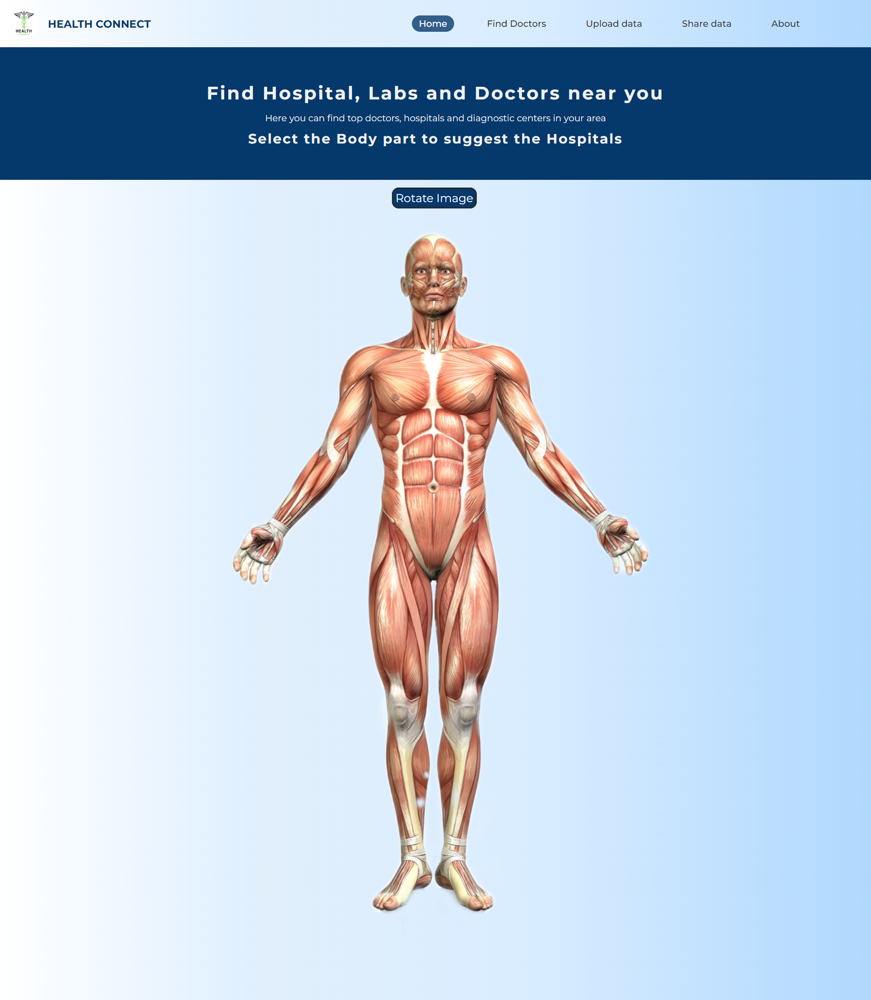 HEALTH
CONNECT
HEALTH CONNECT
Home
Find Doctors
Upload data
Share data
About
Find Hospital, Labs and Doctors near you
Here you can find top doctors, hospitals and diagnostic centers in your area
Select the Body part to suggest the Hospitals
Rotate Image